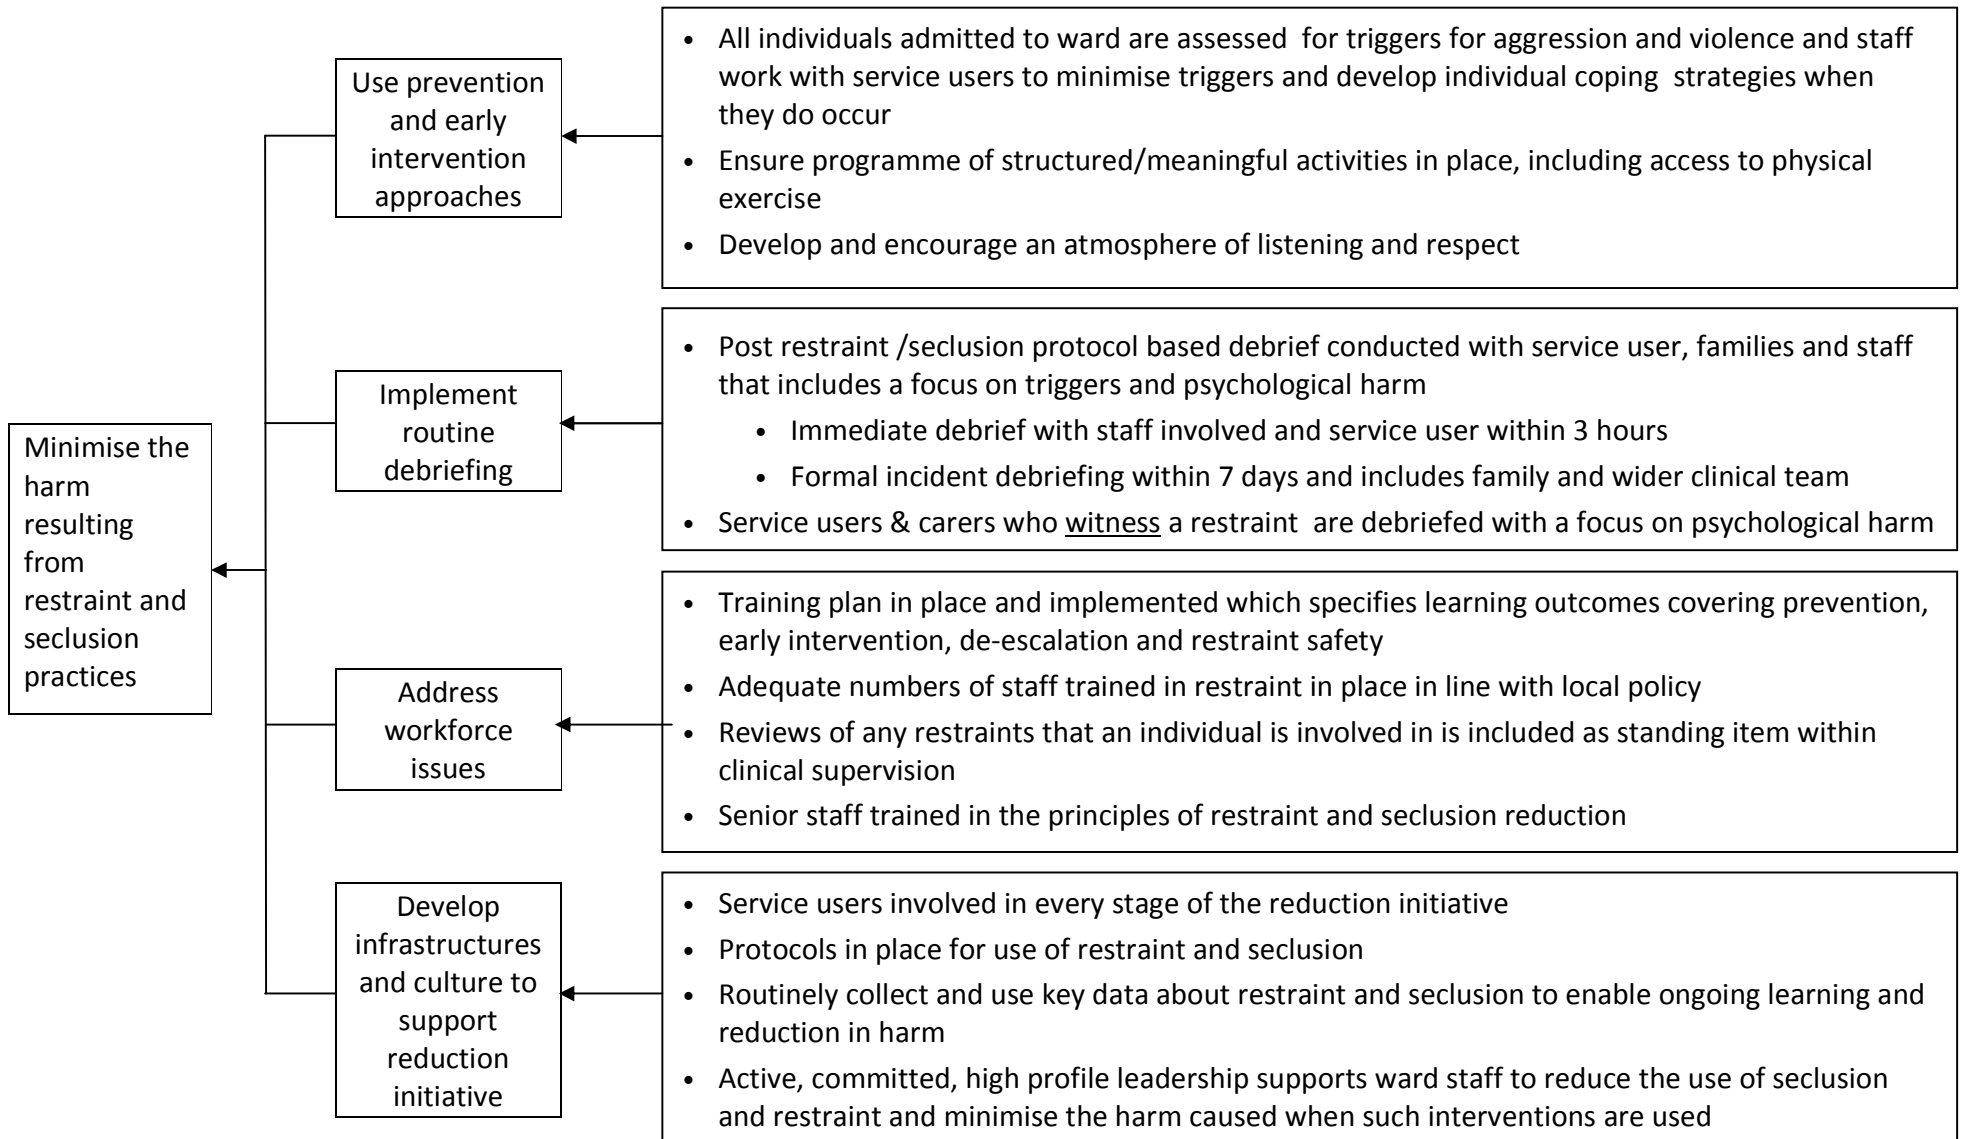 Minimise the
harm
resulting
from
restraint and
seclusion
practices
Use prevention
and early
intervention
approaches
• All individuals admitted to ward are assessed for triggers for aggression and violence and staff
work with service users to minimise triggers and develop individual coping strategies when
they do occur
• Ensure programme of structured/meaningful activities in place, including access to physical
exercise
• Develop and encourage an atmosphere of listening and respect
Implement
routine
debriefing
• Post restraint /seclusion protocol based debrief conducted with service user, families and staff
that includes a focus on triggers and psychological harm
• Immediate debrief with staff involved and service user within 3 hours
• Formal incident debriefing within 7 days and includes family and wider clinical team
• Service users & carers who witness a restraint are debriefed with a focus on psychological harm
Address
workforce
issues
• Training plan in place and implemented which specifies learning outcomes covering prevention,
early intervention, de-escalation and restraint safety
• Adequate numbers of staff trained in restraint in place in line with local policy
• Reviews of any restraints that an individual is involved in is included as standing item within
clinical supervision
• Senior staff trained in the principles of restraint and seclusion reduction
Develop
infrastructures
and culture to
support
reduction
initiative
• Service users involved in every stage of the reduction initiative
• Protocols in place for use of restraint and seclusion
• Routinely collect and use key data about restraint and seclusion to enable ongoing learning and
reduction in harm
• Active, committed, high profile leadership supports ward staff to reduce the use of seclusion
and restraint and minimise the harm caused when such interventions are used